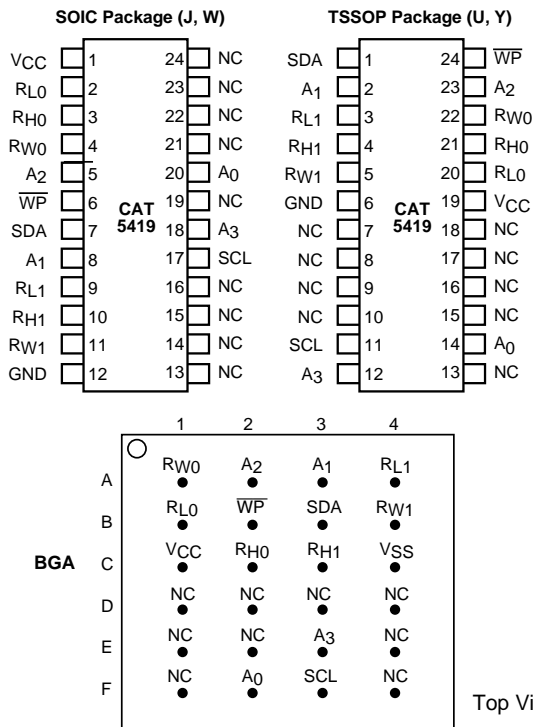 SOIC Package (J, W)
VCC 1 24 NC
RL0 2 23 NC
RH0 3 22 NC
RW0 4 21 NC
A2 5 20 A0
WP 6 19 NC
SDA 7 18 A3
A1 8 17 SCL
RL1 9 16 NC
RH1 10 15 NC
RW1 11 14 NC
GND 12 13 NC
CAT
5419
TSSOP Package (U, Y)
SDA 1 24 WP
A1 2 23 A2
RL1 3 22 RW0
RH1 4 21 RH0
RW1 5 20 RL0
GND 6 19 VCC
NC 7 18 NC
NC 8 17 NC
NC 9 16 NC
NC 10 15 NC
SCL 11 14 A0
A3 12 13 NC
CAT
5419
1 2 3 4
A RW0 A2 A1 RL1
B RL0 WP SDA RW1
BGA C VCC RH0 RH1 VSS
D NC NC NC NC
E NC NC A3 NC
F NC A0 SCL NC
Top Vi